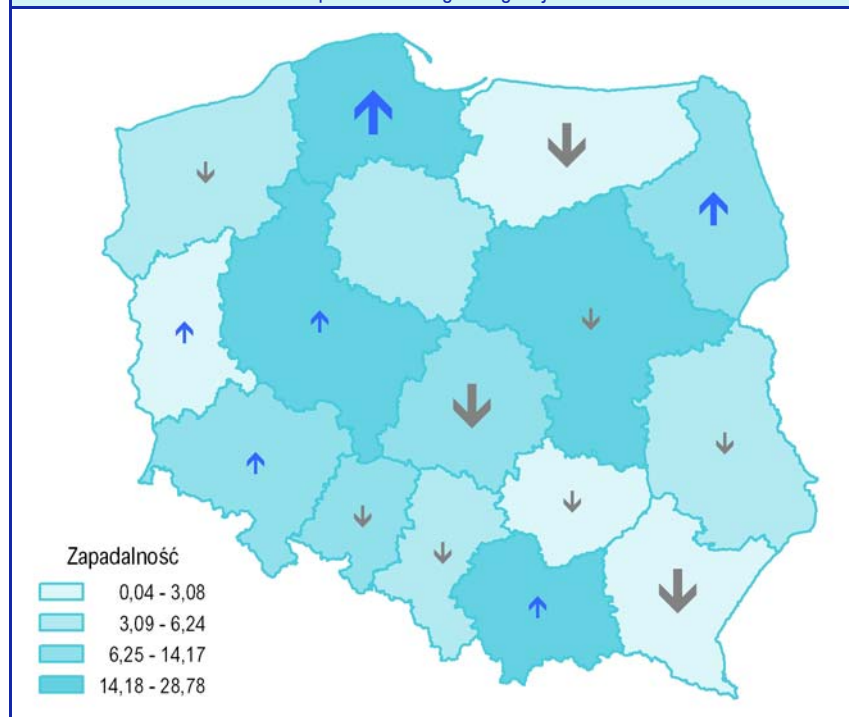 Zapadalność
0,04 - 3,08
3,09 - 6,24
6,25 - 14,17
14,18 - 28,78